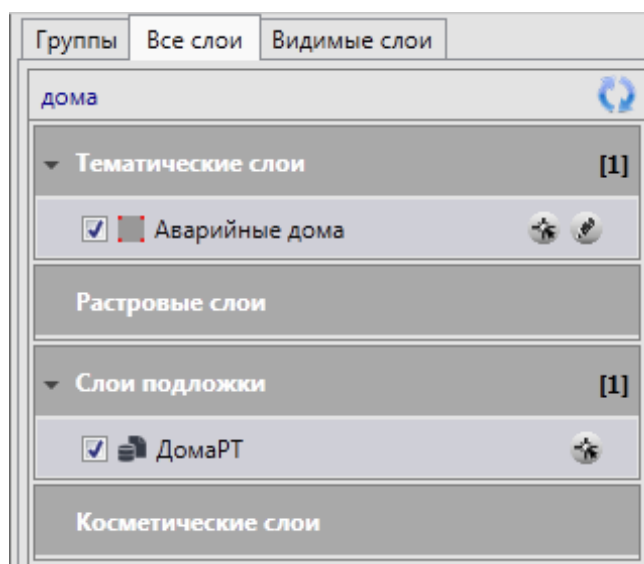 Группы Все слои Видимые слои
дома
Тематические слои [1]
Аварийные дома
Растровые слои
Слои подложки [1]
ДомаРТ
Косметические слои